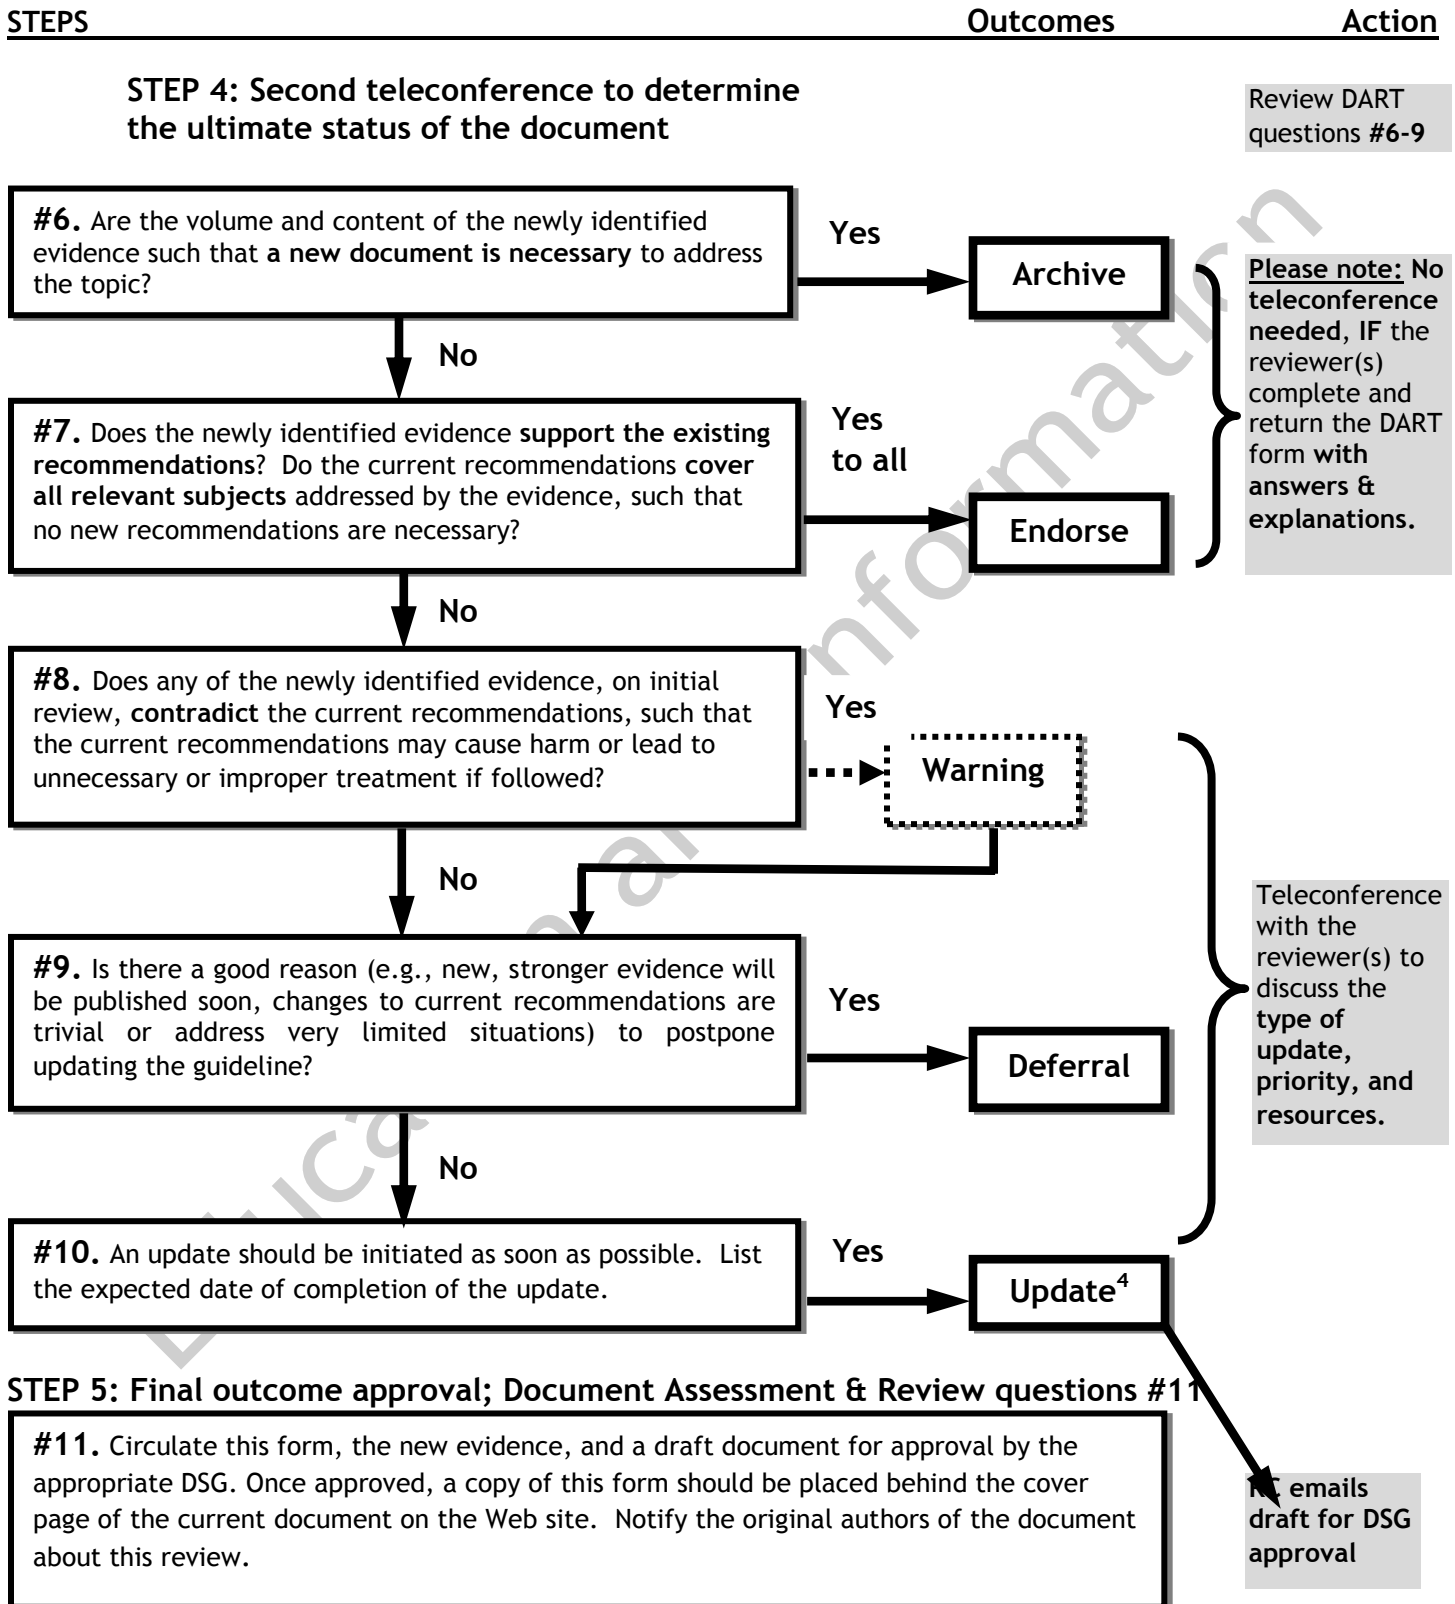 STEPS Outcomes Action
STEP 4: Second teleconference to determine
the ultimate status of the document
Review DART
questions #6-9
#6. Are the volume and content of the newly identified
evidence such that a new document is necessary to address
the topic?
Yes
Archive
No
Please note: No
teleconference
needed, IF the
reviewer(s)
complete and
return the DART
form with
answers &
explanations.
#7. Does the newly identified evidence support the existing
recommendations? Do the current recommendations cover
all relevant subjects addressed by the evidence, such that
no new recommendations are necessary?
Yes
to all
Endorse
No
#8. Does any of the newly identified evidence, on initial
review, contradict the current recommendations, such that
the current recommendations may cause harm or lead to
unnecessary or improper treatment if followed?
Yes
Warning
No
#9. Is there a good reason (e.g., new, stronger evidence will
be published soon, changes to current recommendations are
trivial or address very limited situations) to postpone
updating the guideline?
Yes
Deferral
Teleconference
with the
reviewer(s) to
discuss the
type of
update,
priority, and
resources.
No
#10. An update should be initiated as soon as possible. List
the expected date of completion of the update.
Yes
Update⁴
STEP 5: Final outcome approval; Document Assessment & Review questions #11
#11. Circulate this form, the new evidence, and a draft document for approval by the
appropriate DSG. Once approved, a copy of this form should be placed behind the cover
page of the current document on the Web site. Notify the original authors of the document
about this review.
emails
draft for DSG
approval